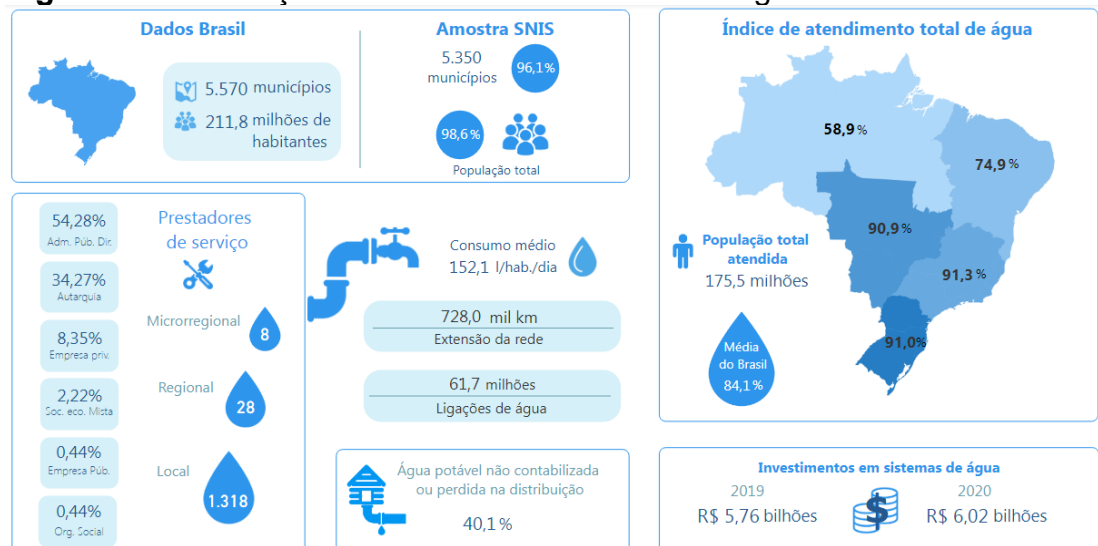 Dados Brasil
5.570 municípios
211,8 milhões de
habitantes
Amostra SNIS
5.350
municípios
96,1%
98,6%
População total
54,28%
Adm. Púb. Dir.
34,27%
Autarquia
8,35%
Empresa priv.
2,22%
Soc. eco. Mista
0,44%
Empresa Púb.
0,44%
Org. Social
Prestadores
de serviço
Microrregional
8
Regional
28
Local
1.318
Consumo médio
152,1 l/hab./dia
728,0 mil km
Extensão da rede
61,7 milhões
Ligações de água
Água potável não contabilizada
ou perdida na distribuição
40,1%
Índice de atendimento total de água
58,9%
74,9%
90,9%
91,3%
91,0%
População total
atendida
175,5 milhões
Média
do Brasil
84,1%
Investimentos em sistemas de água
2019
R$ 5,76 bilhões
2020
R$ 6,02 bilhões